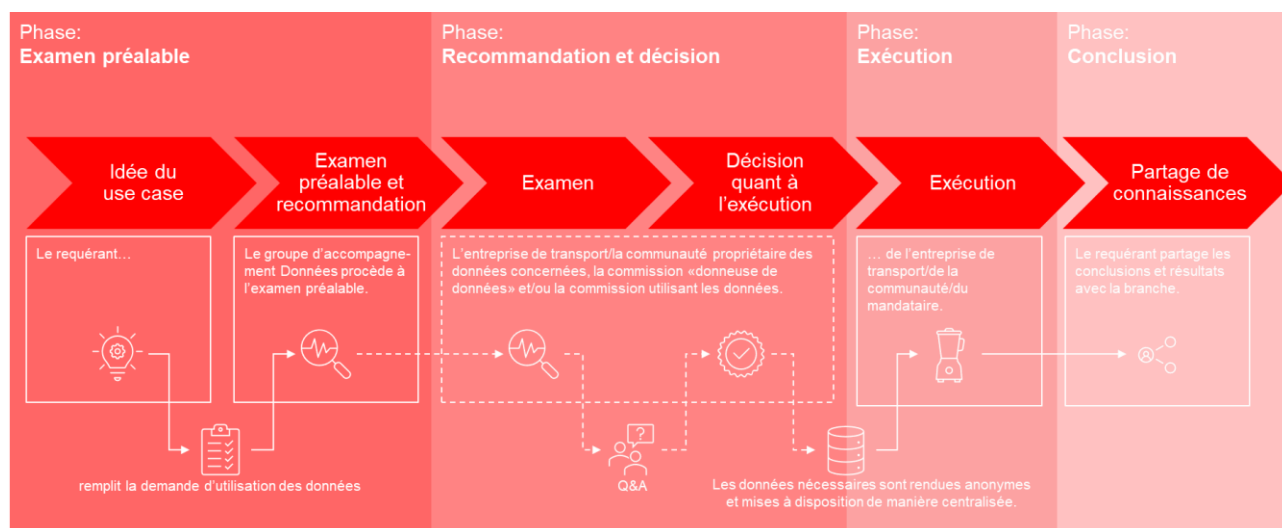 Phase:
Examen préalable
Phase:
Recommandation et décision
Phase:
Exécution
Phase:
Conclusion
Idée du
use case
Examen
préalable et
recommandation
Examen
Décision
quant à
l'exécution
Exécution
Partage de
connaissances
Le requérant…
Le groupe d'accompagne-
ment Données procède à
l'examen préalable.
L'entreprise de transport/la communauté propriétaire des
données concernées, la commission «donneuse de
données» et/ou la commission utilisant les données.
… de l'entreprise de
transport/de la
communauté/du
mandataire.
Le requérant partage les
conclusions et résultats
avec la branche.
remplit la demande d'utilisation des données
?
Q&A
Les données nécessaires sont rendues anonymes
et mises à disposition de manière centralisée.